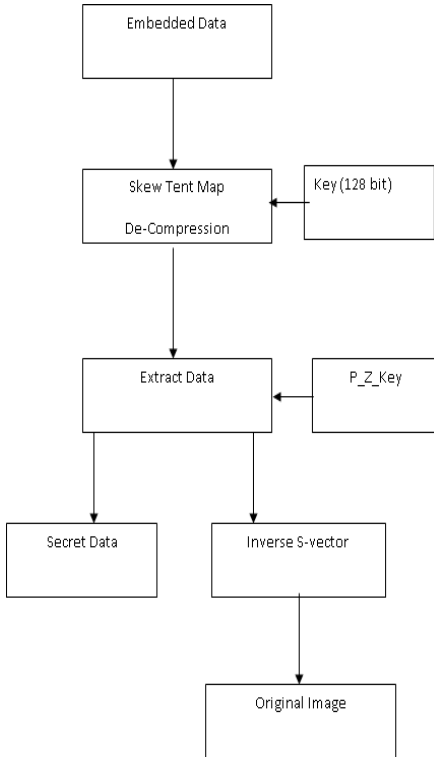 Embedded Data
Skew Tent Map
De-Compression
Key (128 bit)
Extract Data
P_Z_Key
Secret Data
Inverse S-vector
Original Image